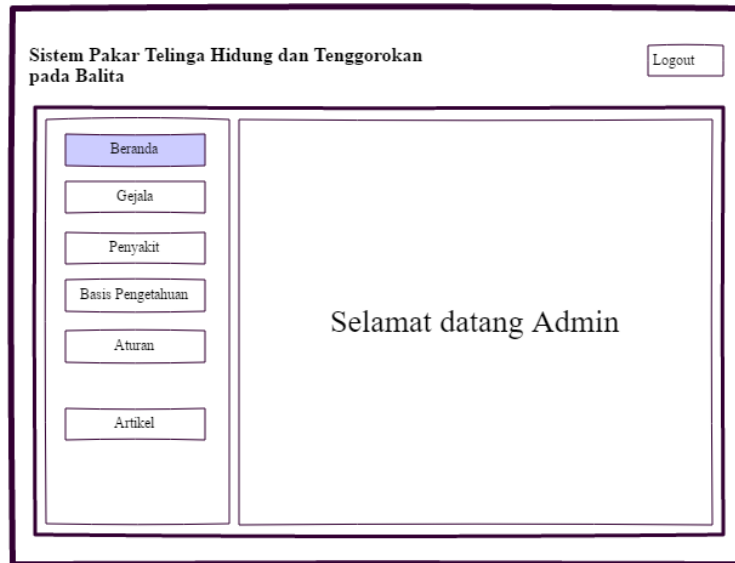 Sistem Pakar Telinga Hidung dan Tenggorokan
pada Balita
Logout
Beranda
Gejala
Penyakit
Basis Pengetahuan
Aturan
Artikel
Selamat datang Admin